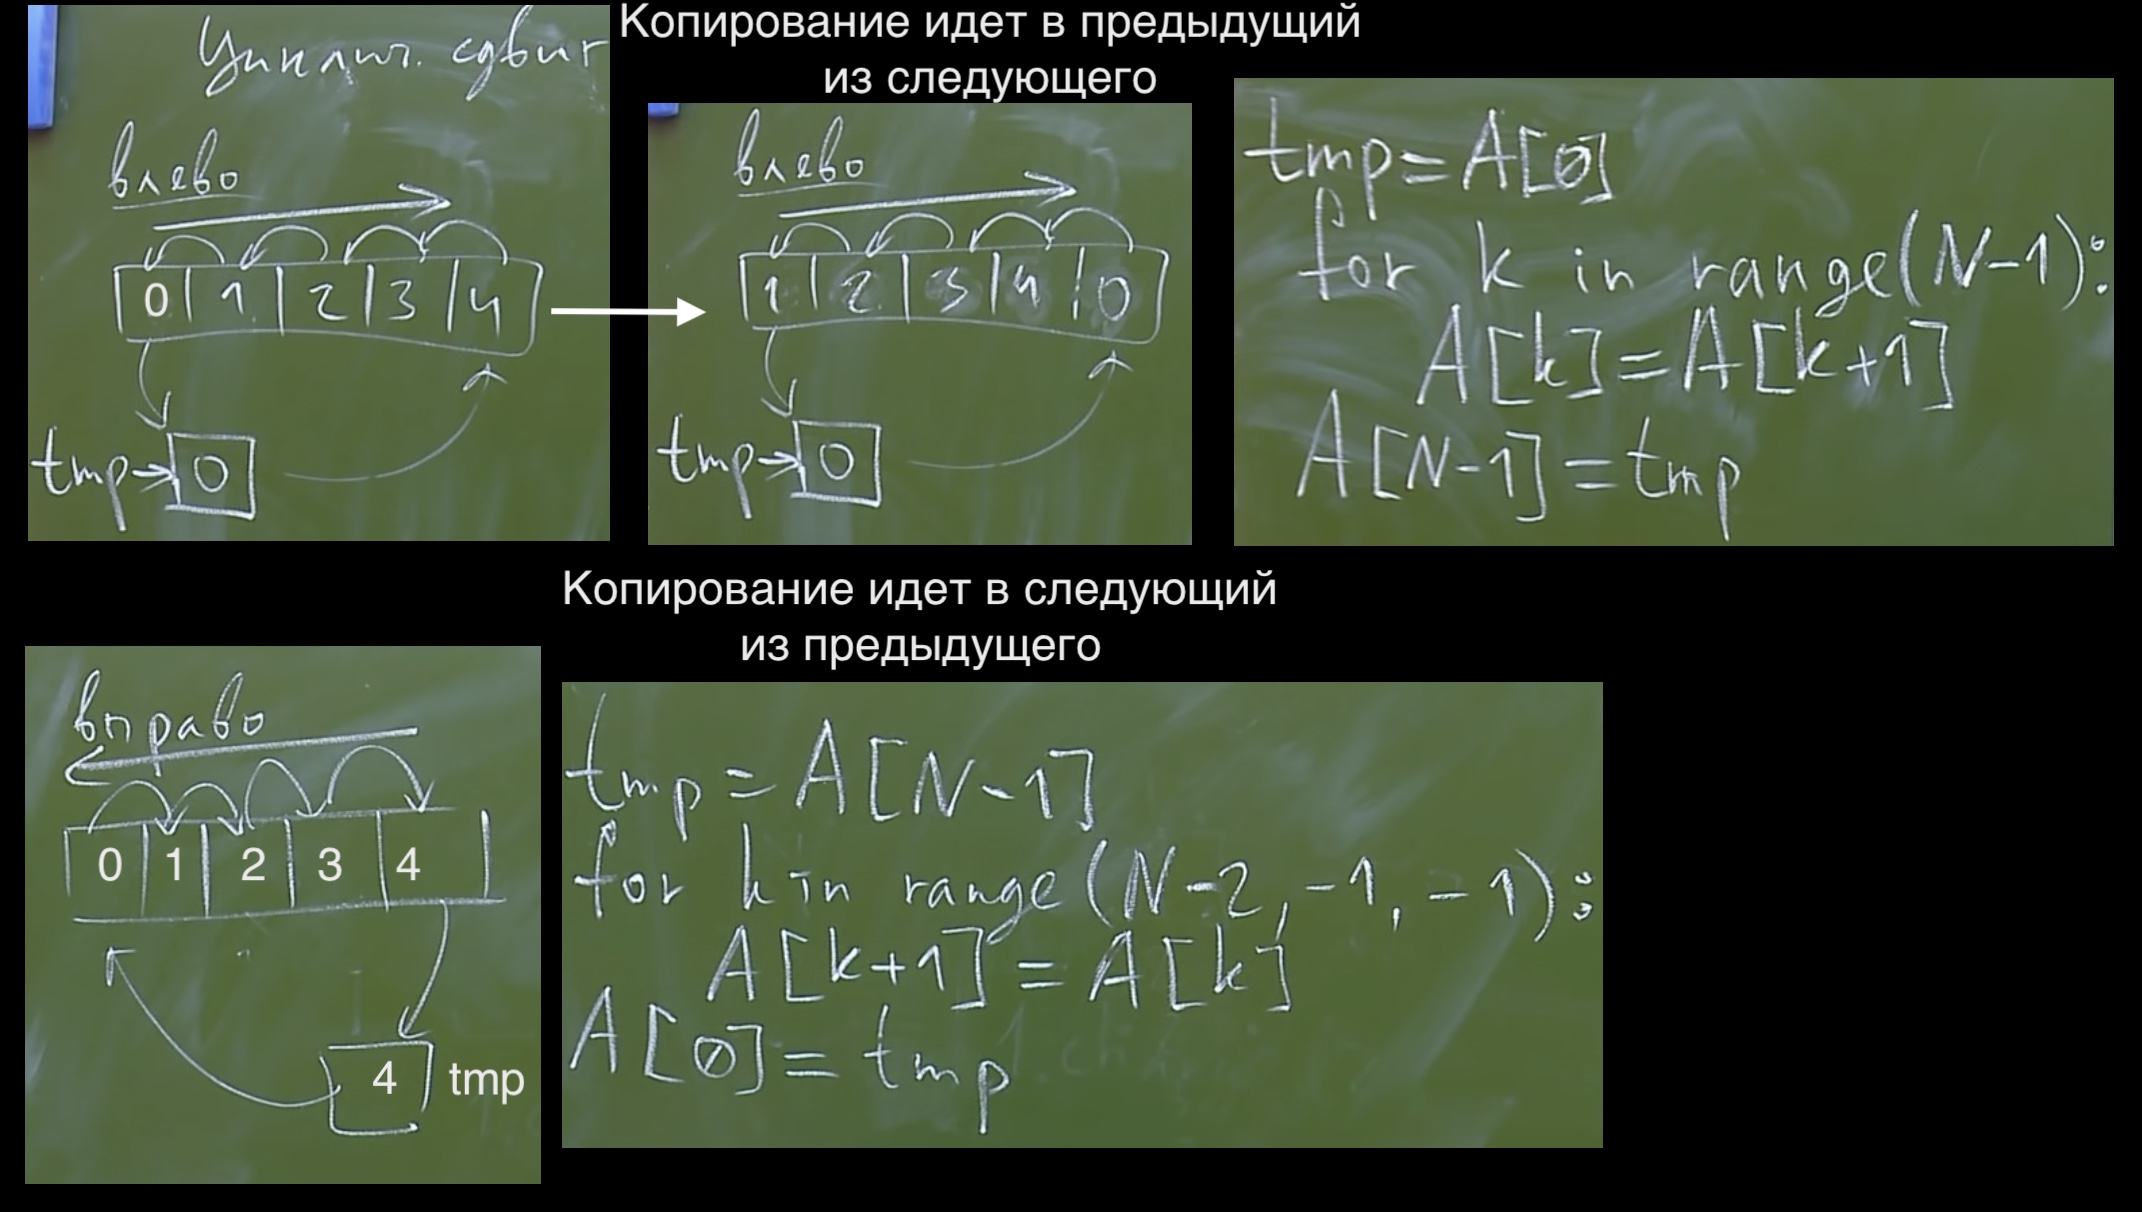 Циклич. сдвиг
Копирование идет в предыдущий
из следующего
влево
0 1 2 3 4
tmp 0
влево
1 2 3 4 0
tmp 0
tmp=A[0]
for k in range(N-1):
A[k]=A[k+1]
A[N-1]=tmp
Копирование идет в следующий
из предыдущего
вправо
0 1 2 3 4
4 tmp
tmp=A[N-1]
for k in range(N-2,-1,-1):
A[k+1]=A[k]
A[0]=tmp